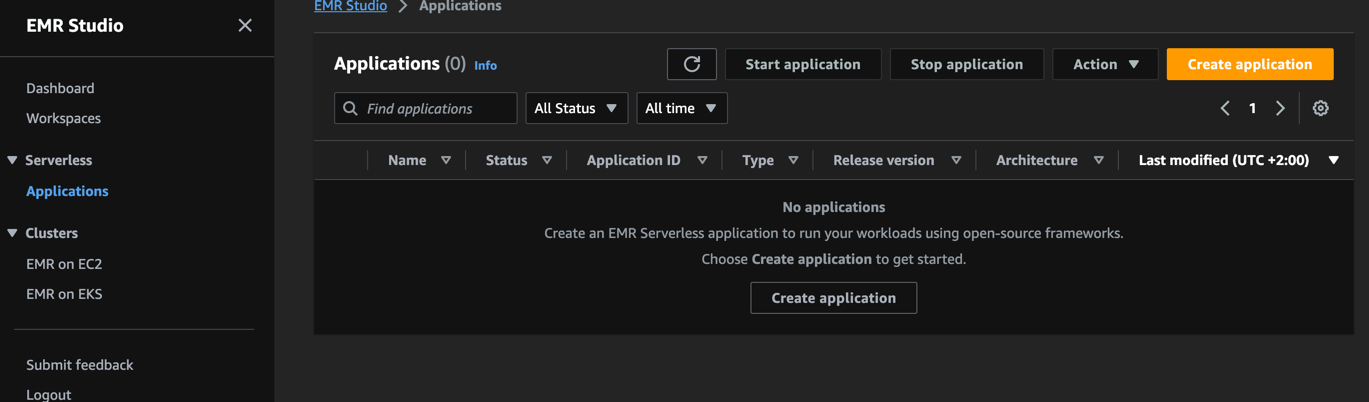 EMR Studio
Dashboard
Workspaces
Serverless
Applications
Clusters
EMR on EC2
EMR on EKS
Submit feedback
Logout
EMR Studio Applications
Applications (0) Info Start application Stop application Action Create application
Find applications All Status All time 1
Name Status Application ID Type Release version Architecture Last modified (UTC +2:00)
No applications
Create an EMR Serverless application to run your workloads using open-source frameworks.
Choose Create application to get started.
Create application